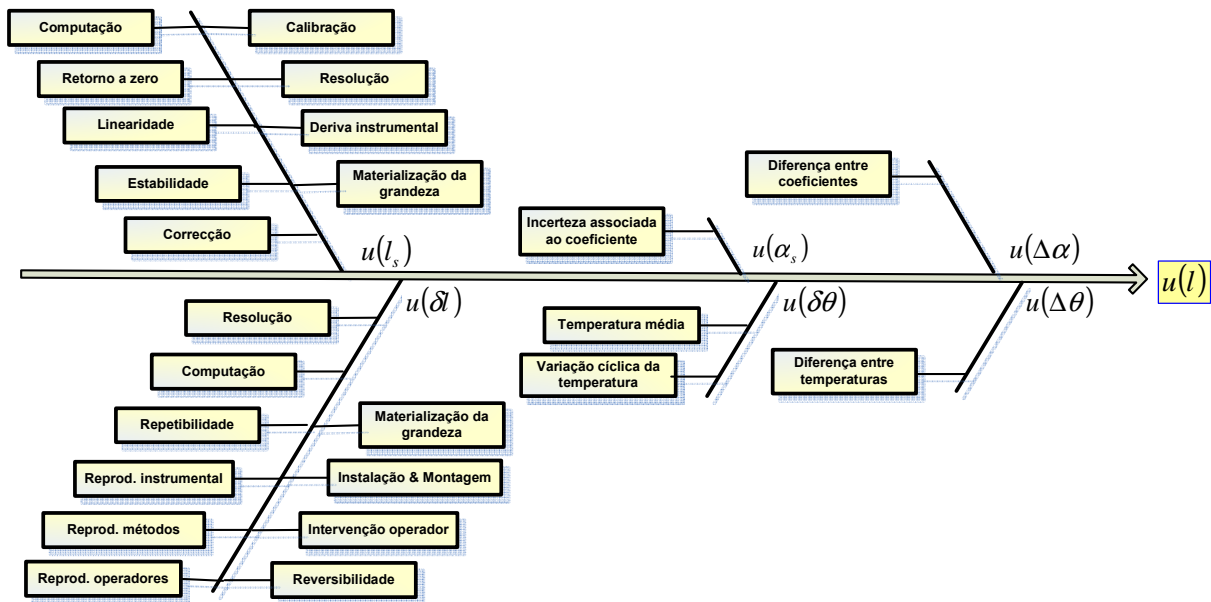 Computação
Calibração
Retorno a zero
Resolução
Linearidade
Deriva instrumental
Estabilidade
Materialização da
grandeza
Correcção
u(l_s)
Incerteza associada
ao coeficiente
u(α_s)
Diferença entre
coeficientes
u(Δα)
u(l)
Resolução
u(δl)
Computação
Repetibilidade
Materialização da
grandeza
Reprod. instrumental
Instalação & Montagem
Reprod. métodos
Intervenção operador
Reprod. operadores
Reversibilidade
u(δθ)
Temperatura média
Variação cíclica da
temperatura
u(Δθ)
Diferença entre
temperaturas